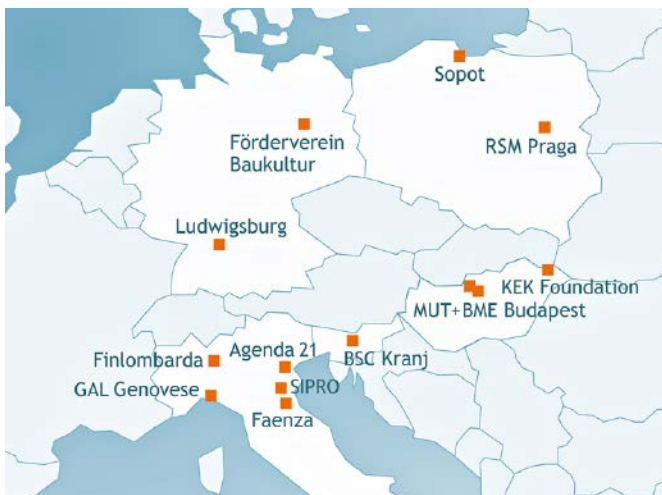 Sopot
Förderverein
Baukultur
RSM Praga
Ludwigsburg
KEK Foundation
MUT+BME Budapest
Finlombarda
Agenda 21
BSC Kranj
GAL Genovese
SIPRO
Faenza